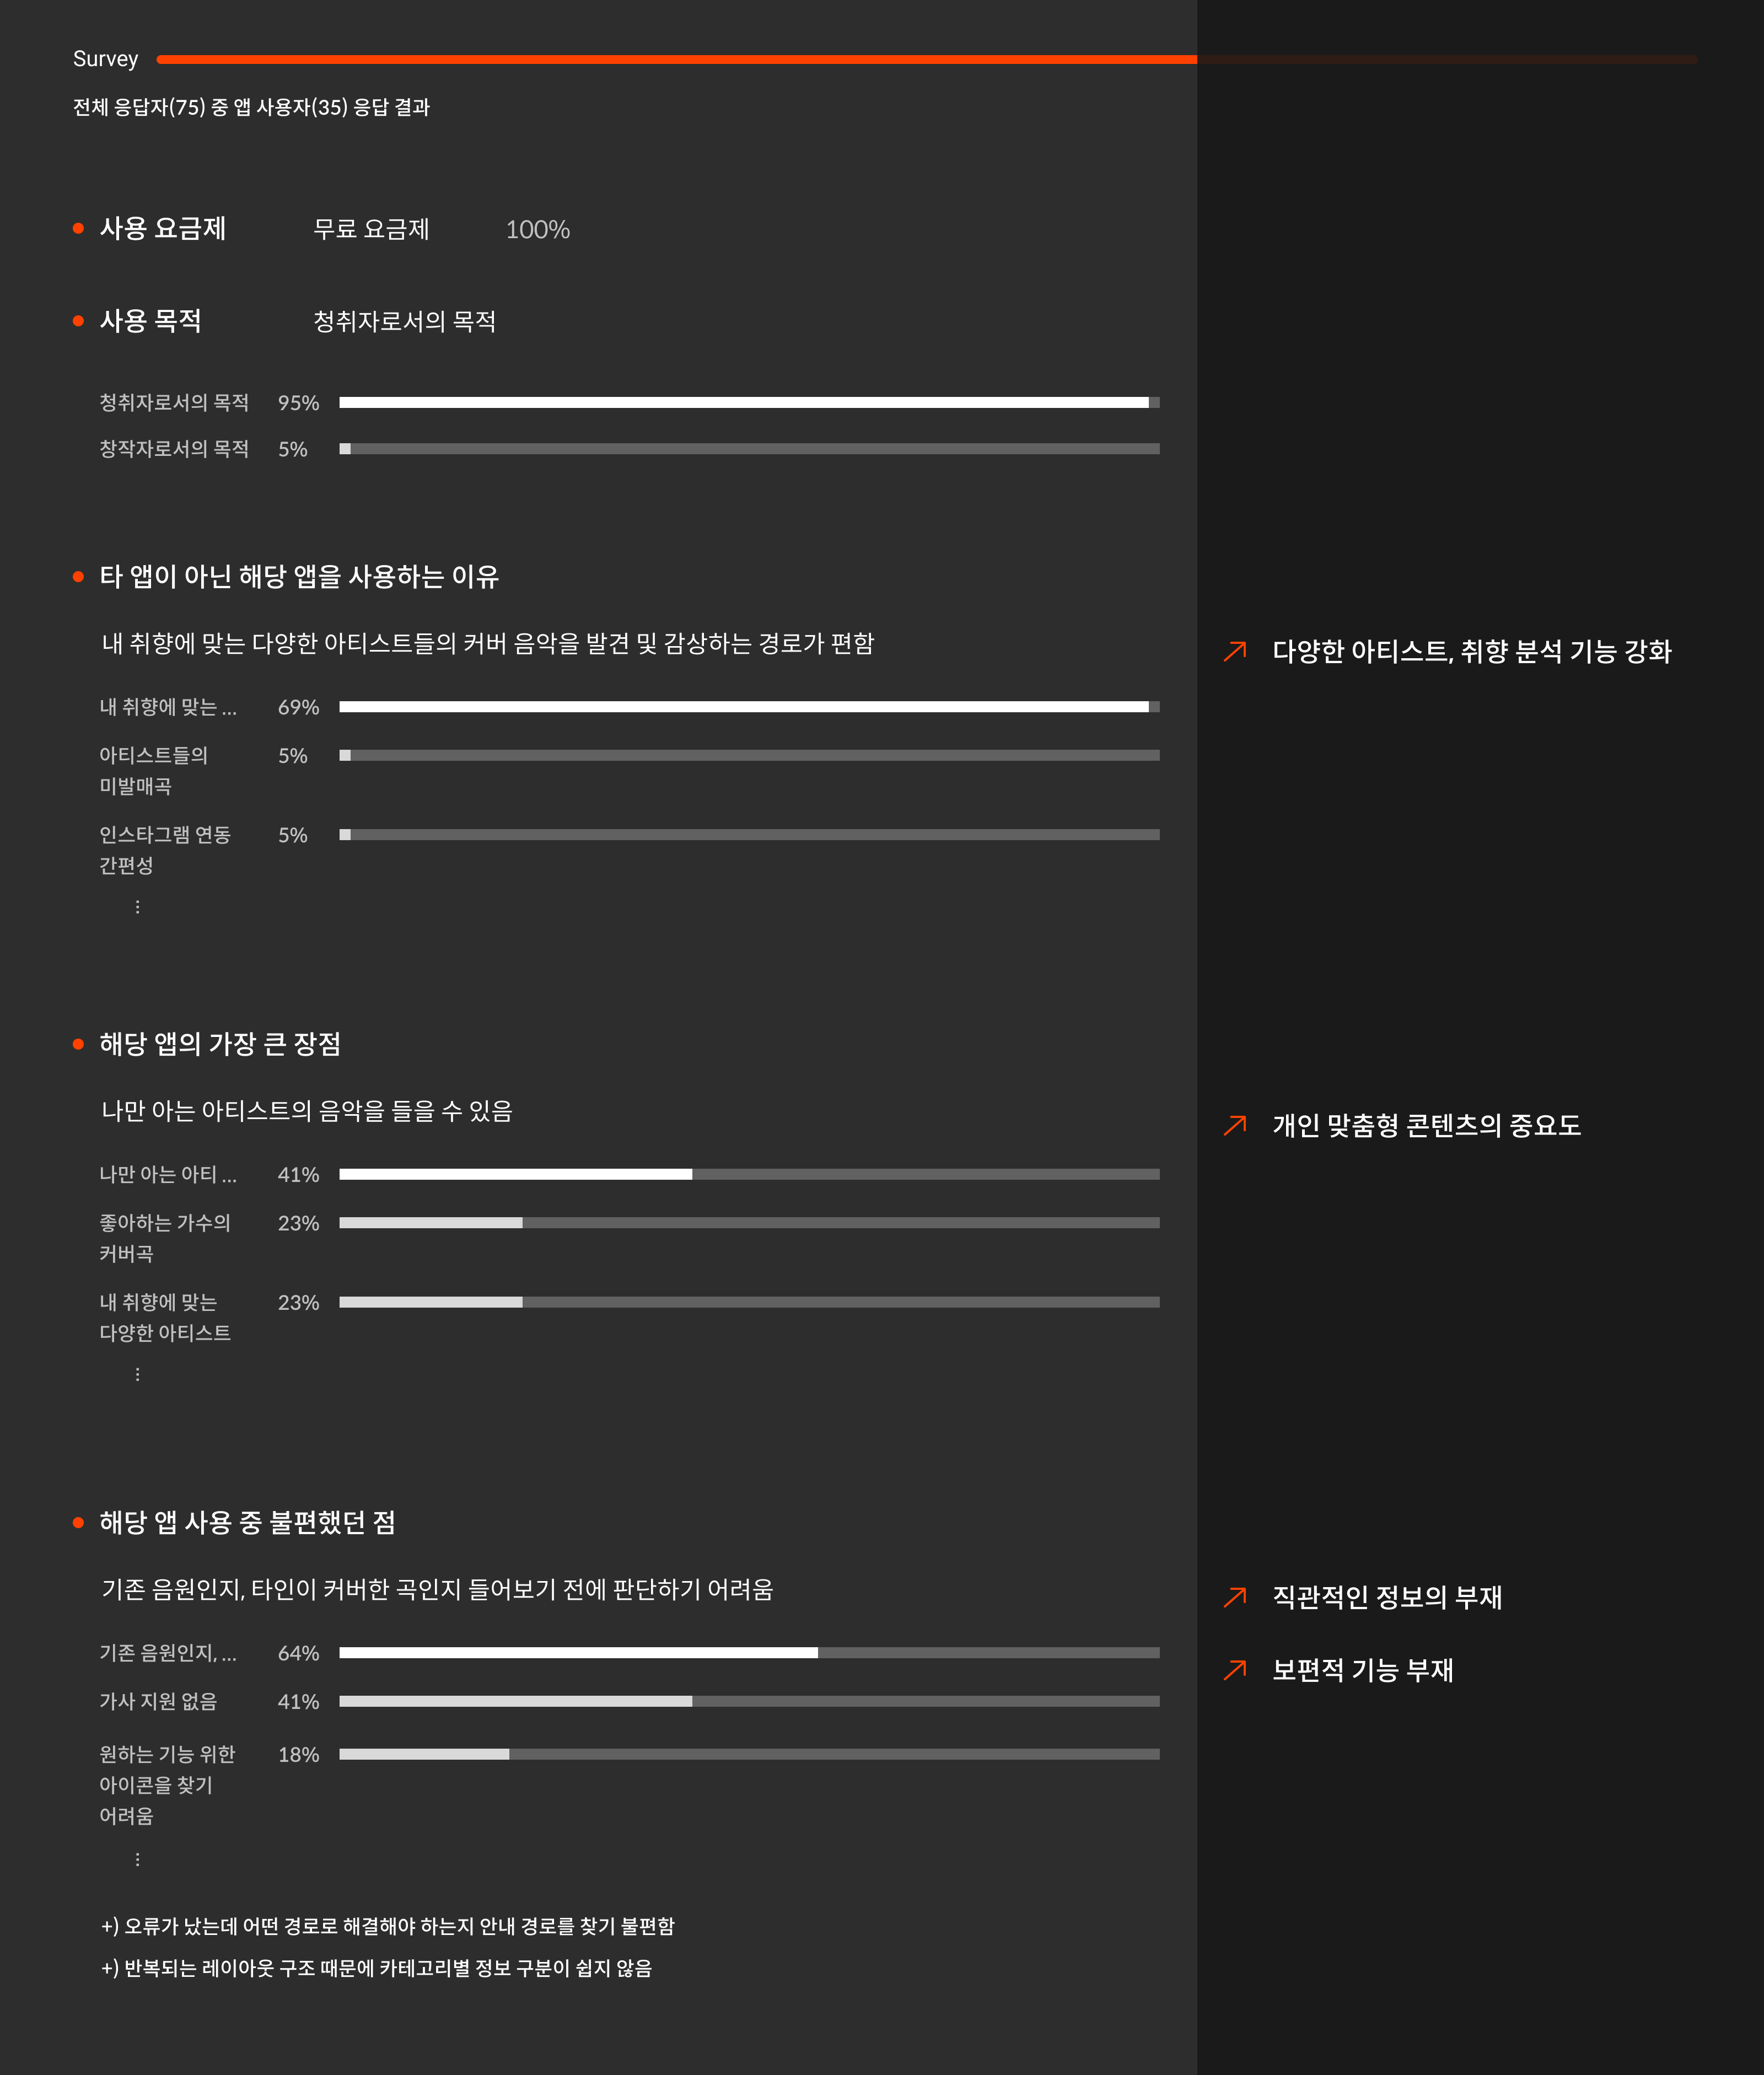 Survey
전체 응답자(75) 중 앱 사용자(35) 응답 결과
사용 요금제 무료 요금제 100%
사용 목적 청취자로서의 목적
청취자로서의 목적 95%
창작자로서의 목적 5%
타 앱이 아닌 해당 앱을 사용하는 이유
내 취향에 맞는 다양한 아티스트들의 커버 음악을 발견 및 감상하는 경로가 편함
다양한 아티스트, 취향 분석 기능 강화
내 취향에 맞는 ... 69%
아티스트들의 5%
미발매곡
인스타그램 연동 5%
간편성
⋮
해당 앱의 가장 큰 장점
나만 아는 아티스트의 음악을 들을 수 있음
개인 맞춤형 콘텐츠의 중요도
나만 아는 아티 ... 41%
좋아하는 가수의 23%
커버곡
내 취향에 맞는 23%
다양한 아티스트
⋮
해당 앱 사용 중 불편했던 점
기존 음원인지, 타인이 커버한 곡인지 들어보기 전에 판단하기 어려움
직관적인 정보의 부재
기존 음원인지, ... 64%
보편적 기능 부재
가사 지원 없음 41%
원하는 기능 위한 18%
아이콘을 찾기
어려움
⋮
+) 오류가 났는데 어떤 경로로 해결해야 하는지 안내 경로를 찾기 불편함
+) 반복되는 레이아웃 구조 때문에 카테고리별 정보 구분이 쉽지 않음